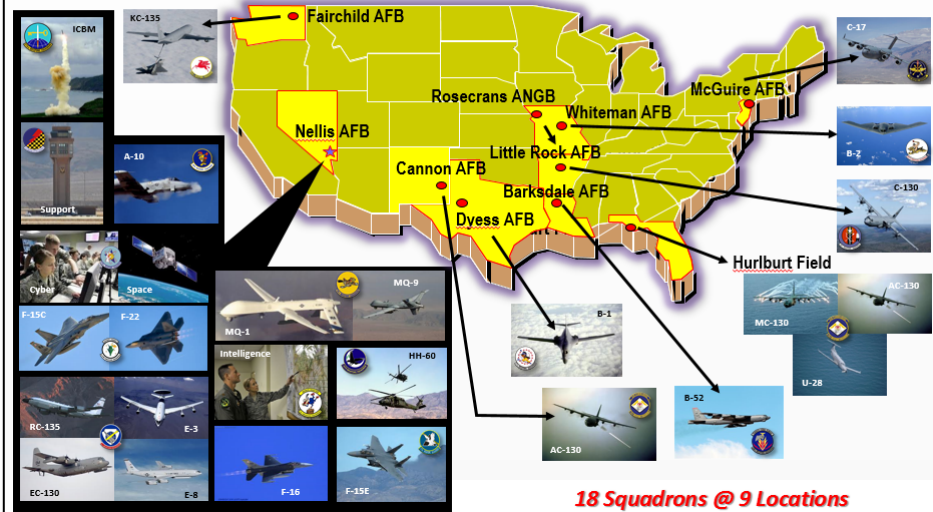 ICBM
KC-135
Fairchild AFB
C-17
McGuire AFB
Rosecrans ANGB
Whiteman AFB
Nellis AFB
A-10
Little Rock AFB
B-2
Cannon AFB
Barksdale AFB
C-130
Support
Dyess AFB
Hurlburt Field
Cyber
Space
MQ-9
AC-130
F-15C
F-22
MQ-1
B-1
MC-130
Intelligence
HH-60
U-28
RC-135
E-3
B-52
AC-130
EC-130
E-8
F-16
F-15E
18 Squadrons @ 9 Locations